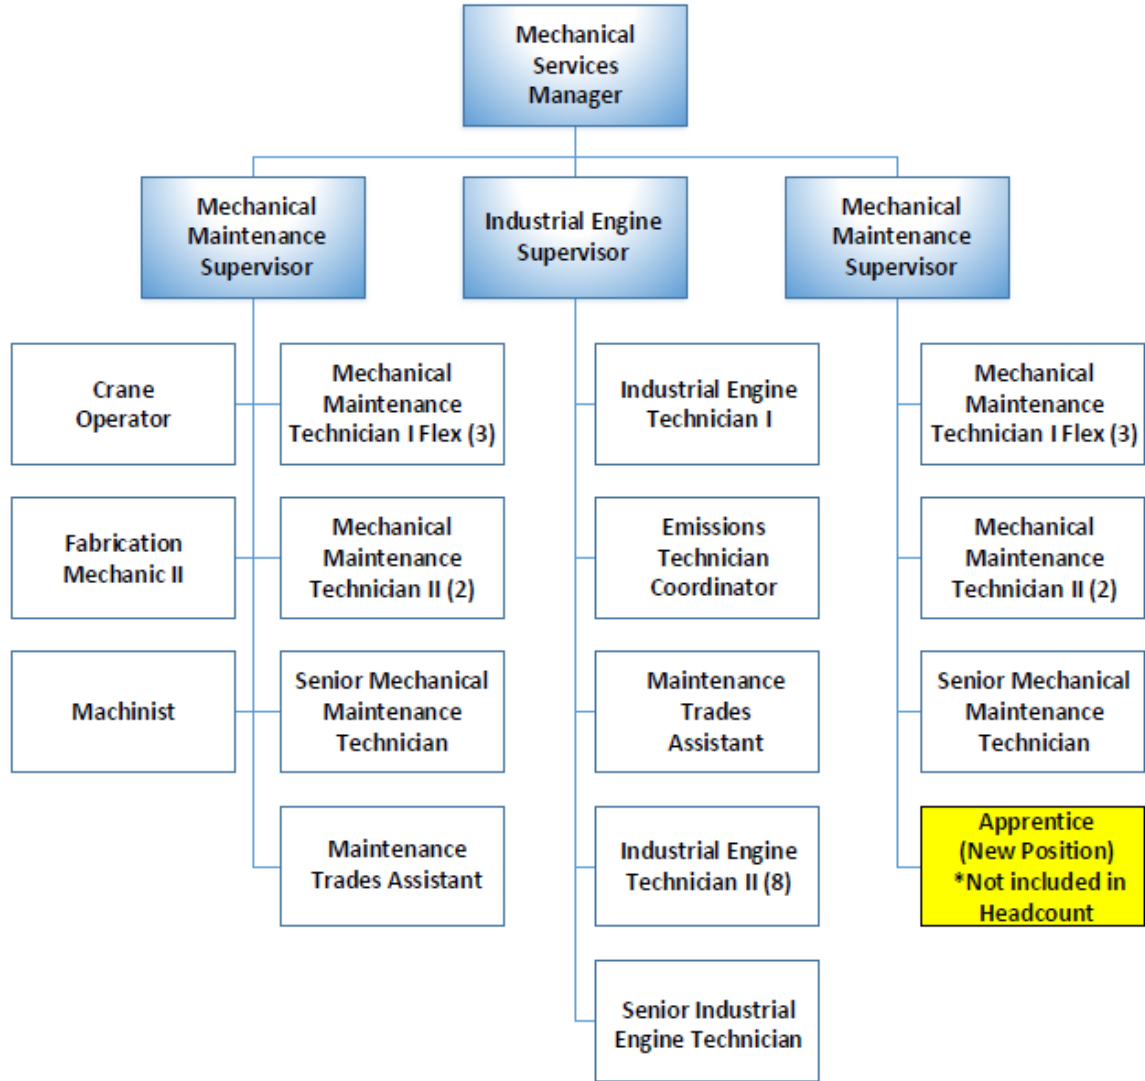 Mechanical
Services
Manager
Mechanical
Maintenance
Supervisor
Industrial Engine
Supervisor
Mechanical
Maintenance
Supervisor
Crane
Operator
Mechanical
Maintenance
Technician I Flex (3)
Industrial Engine
Technician I
Mechanical
Maintenance
Technician I Flex (3)
Fabrication
Mechanic II
Mechanical
Maintenance
Technician II (2)
Emissions
Technician
Coordinator
Mechanical
Maintenance
Technician II (2)
Machinist
Senior Mechanical
Maintenance
Technician
Maintenance
Trades
Assistant
Senior Mechanical
Maintenance
Technician
Maintenance
Trades Assistant
Industrial Engine
Technician II (8)
Apprentice
(New Position)
*Not included in
Headcount
Senior Industrial
Engine Technician